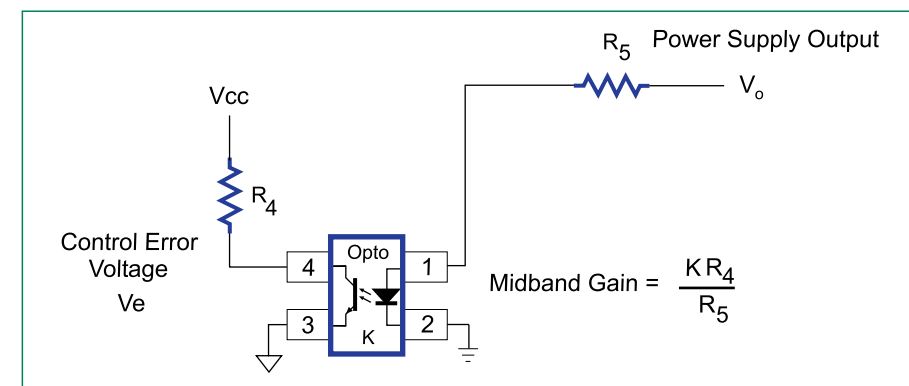 R5 Power Supply Output
Vo
Vcc
R4
Control Error
Voltage
Ve
Opto
4
1
3
2
K
Midband Gain = K R4
R5